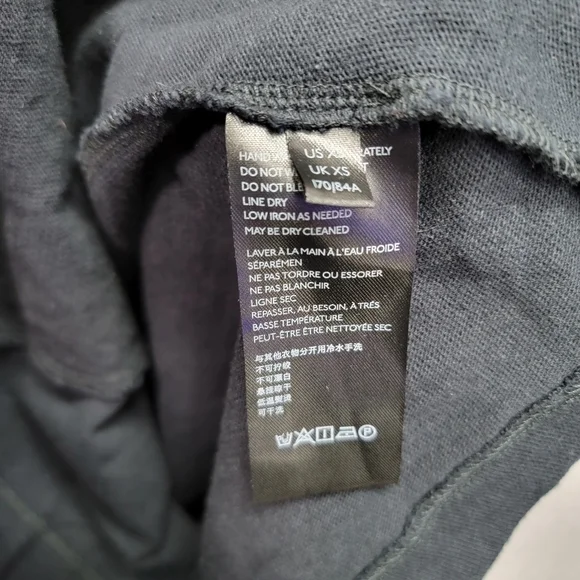 HAND W
US XS
RATELY
DO NOT W
UK XS
T
DO NOT BLE
170/84A
LINE DRY
LOW IRON AS NEEDED
MAY BE DRY CLEANED
LAVER À LA MAIN À L'EAU FROIDE
SÉPARÉMEN
NE PAS TORDRE OU ESSORER
NE PAS BLANCHIR
LIGNE SEC
REPASSER, AU BESOIN, À TRÉS
BASSE TEMPÉRATURE
PEUT-ÊTRE ÊTRE NETTOYÉE SEC
与其他衣物分开用冷水手洗
不可拧绞
不可漂白
悬挂晾干
低温熨烫
可干洗